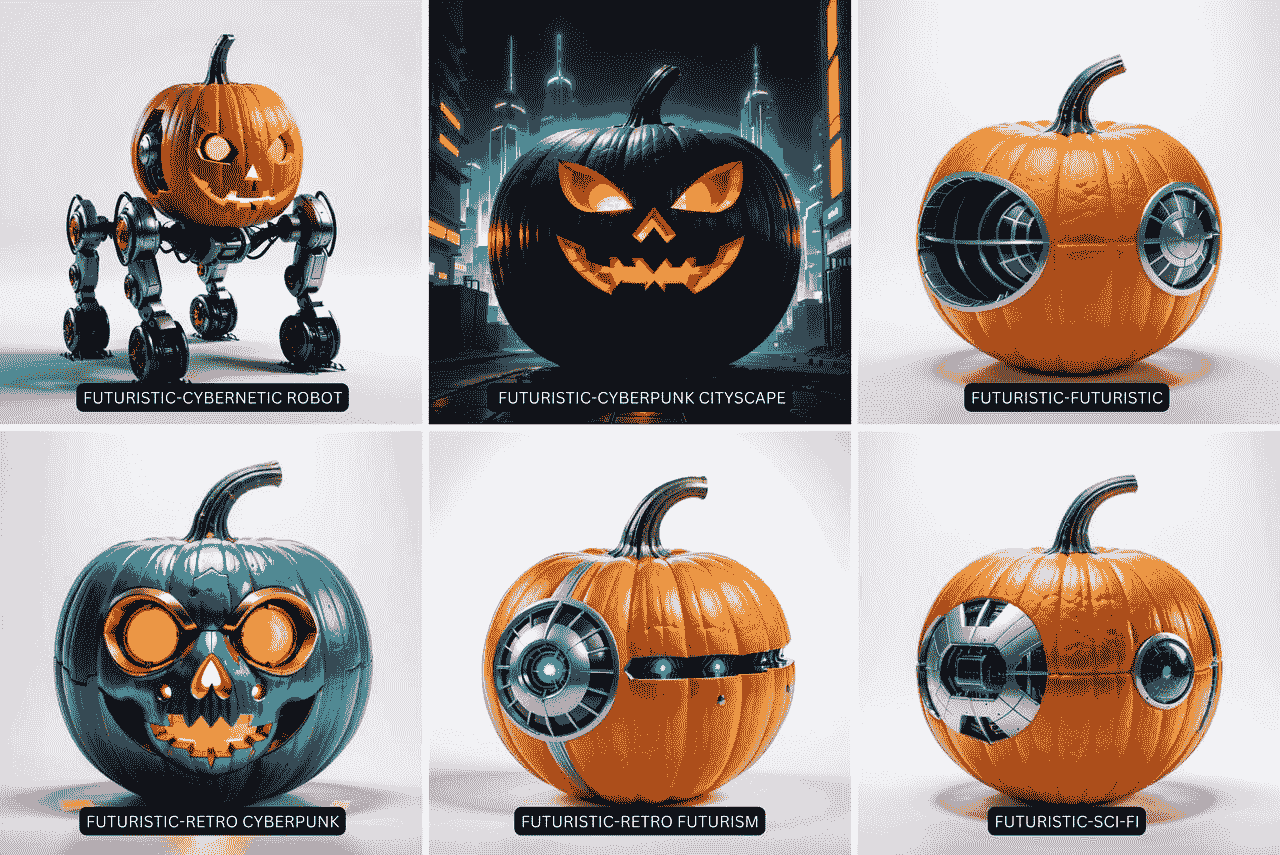 FUTURISTIC-CYBERNETIC ROBOT
FUTURISTIC-CYBERPUNK CITYSCAPE
FUTURISTIC-FUTURISTIC
FUTURISTIC-RETRO CYBERPUNK
FUTURISTIC-RETRO FUTURISM
FUTURISTIC-SCI-FI